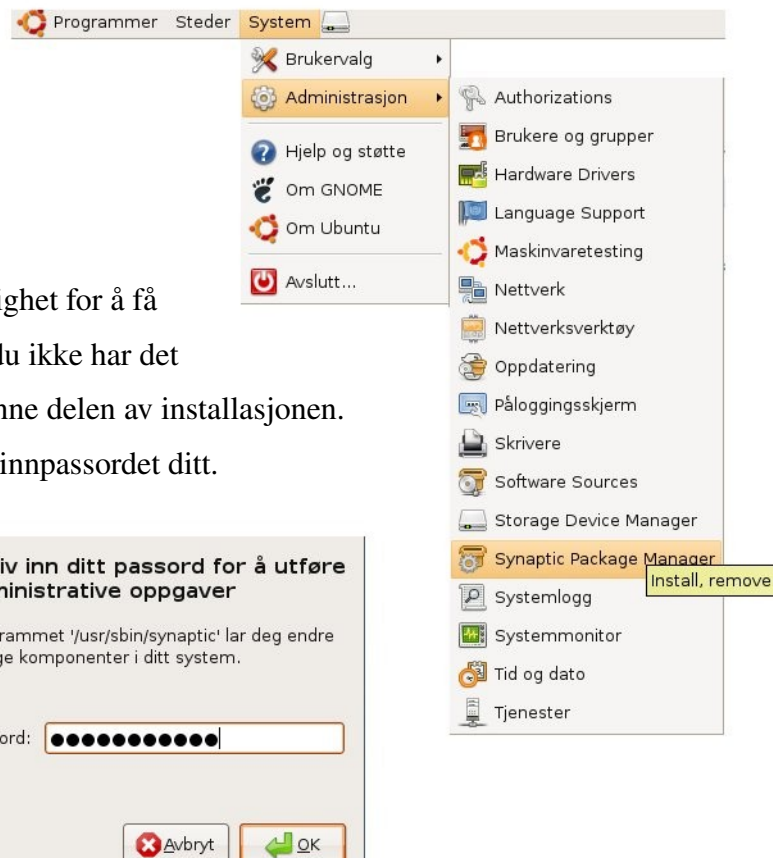 Programmer Steder System
Brukervalg
Administrasjon
Hjelp og støtte
Om GNOME
Om Ubuntu
Avslutt...
Authorizations
Brukere og grupper
Hardware Drivers
Language Support
Maskinvaretesting
Nettverk
Nettverksverktøy
Oppdatering
Påloggingsskjerm
Skrivere
Software Sources
Storage Device Manager
Synaptic Package Manager
Install, remove
Systemlogg
Systemmonitor
Tid og dato
Tjenester
ighet for å få
du ikke har det
nne delen av installasjonen.
innpassordet ditt.
iv inn ditt passord for å utføre
ministrative oppgaver
rammet '/usr/sbin/synaptic' lar deg endre
ge komponenter i ditt system.
ord: ●●●●●●●●●●●
Avbryt OK